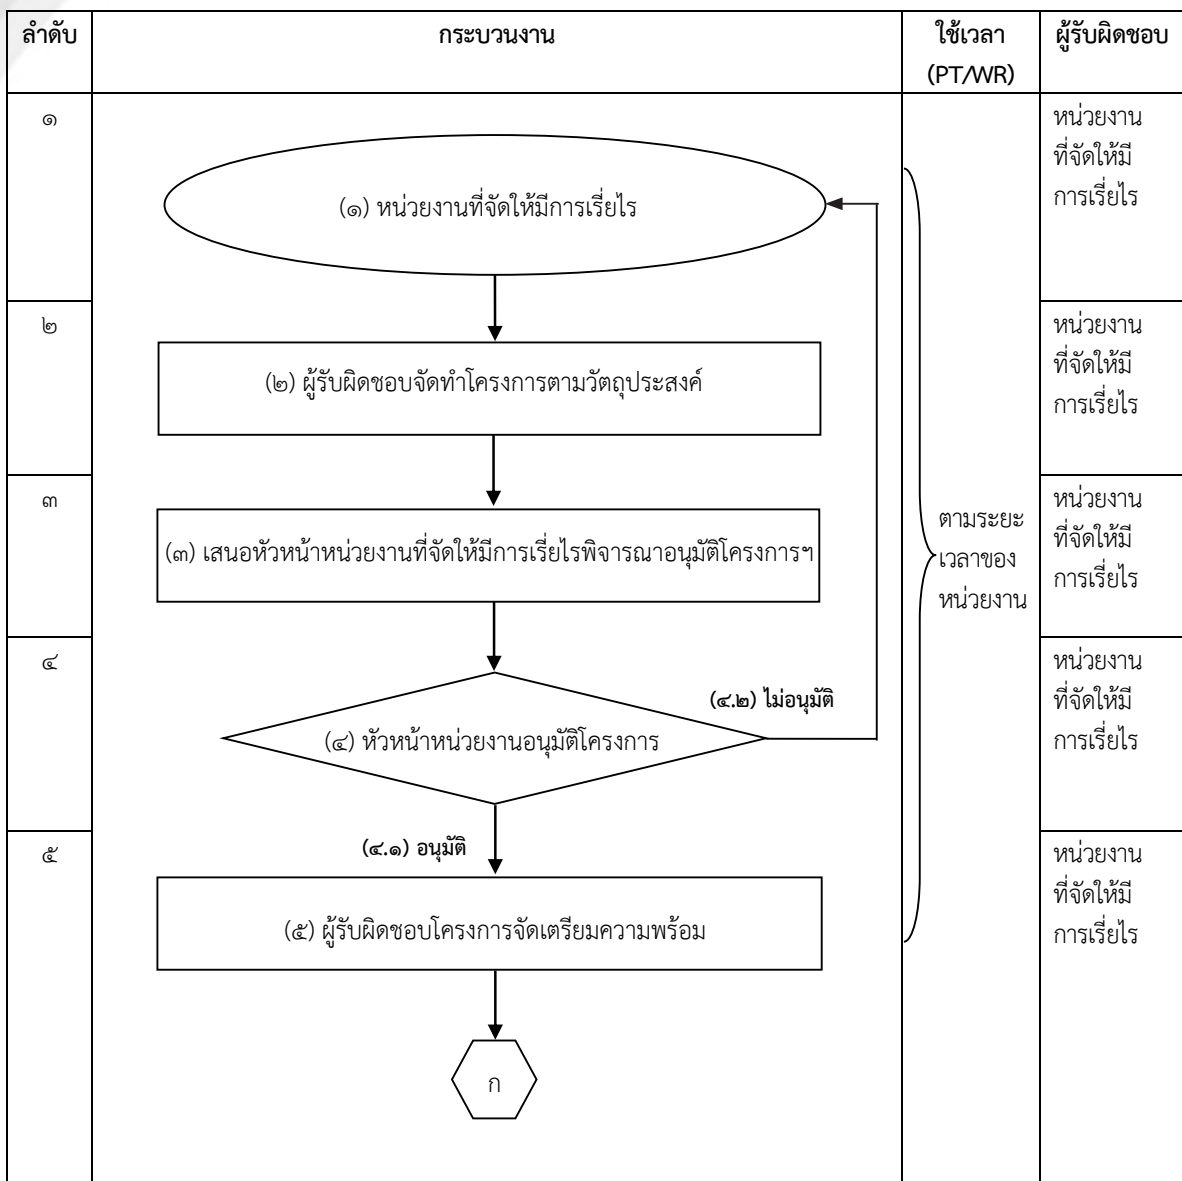 ลำดับ
กระบวนงาน
ใช้เวลา
(PT/WR)
ผู้รับผิดชอบ
๑
(๑) หน่วยงานที่จัดให้มีการเรี่ยไร
หน่วยงาน
ที่จัดให้มี
การเรี่ยไร
๒
(๒) ผู้รับผิดชอบจัดทำโครงการตามวัตถุประสงค์
หน่วยงาน
ที่จัดให้มี
การเรี่ยไร
๓
(๓) เสนอหัวหน้าหน่วยงานที่จัดให้มีการเรี่ยไรพิจารณาอนุมัติโครงการฯ
ตามระยะ
เวลาของ
หน่วยงาน
หน่วยงาน
ที่จัดให้มี
การเรี่ยไร
๔
(๔.๒) ไม่อนุมัติ
(๔) หัวหน้าหน่วยงานอนุมัติโครงการ
หน่วยงาน
ที่จัดให้มี
การเรี่ยไร
๕
(๔.๑) อนุมัติ
(๕) ผู้รับผิดชอบโครงการจัดเตรียมความพร้อม
หน่วยงาน
ที่จัดให้มี
การเรี่ยไร
ก